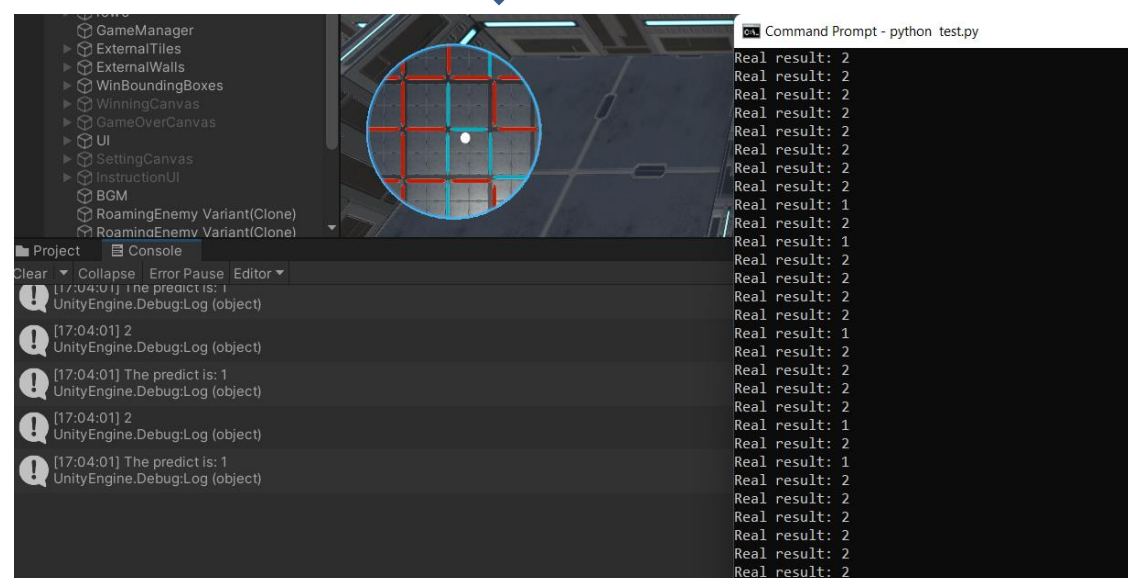 GameManager
ExternalTiles
ExternalWalls
WinBoundingBoxes
WinningCanvas
GameOverCanvas
UI
SettingCanvas
InstructionUI
BGM
RoamingEnemy Variant(Clone)
RoamingEnemy Variant(Clone)
Project
Console
Clear Collapse Error Pause Editor
[17:04:01] The predict is: 1
UnityEngine.Debug:Log (object)
[17:04:01] 2
UnityEngine.Debug:Log (object)
[17:04:01] The predict is: 1
UnityEngine.Debug:Log (object)
[17:04:01] 2
UnityEngine.Debug:Log (object)
[17:04:01] The predict is: 1
UnityEngine.Debug:Log (object)
Command Prompt - python test.py
Real result: 2
Real result: 2
Real result: 2
Real result: 2
Real result: 2
Real result: 2
Real result: 2
Real result: 2
Real result: 1
Real result: 2
Real result: 1
Real result: 2
Real result: 2
Real result: 2
Real result: 2
Real result: 1
Real result: 2
Real result: 2
Real result: 2
Real result: 2
Real result: 1
Real result: 2
Real result: 1
Real result: 2
Real result: 2
Real result: 2
Real result: 2
Real result: 2
Real result: 2